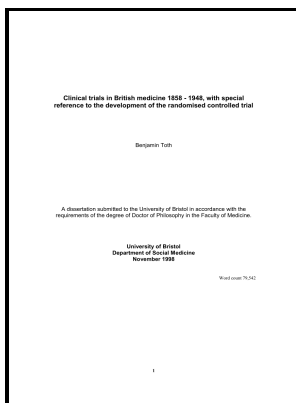 Clinical trials in British medicine 1858 - 1948, with special
reference to the development of the randomised controlled trial
Benjamin Toth
A dissertation submitted to the University of Bristol in accordance with the
requirements of the degree of Doctor of Philosophy in the Faculty of Medicine.
University of Bristol
Department of Social Medicine
November 1998
Word count 79,542
1